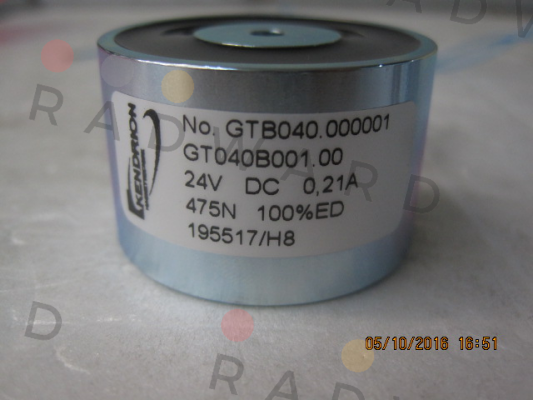 RADWARD
KENDRION
No. GTB040.000001
GT040B001.00
24V DC 0,21A
475N 100%ED
195517/H8
D
05/10/2016 16:51
RADWARD